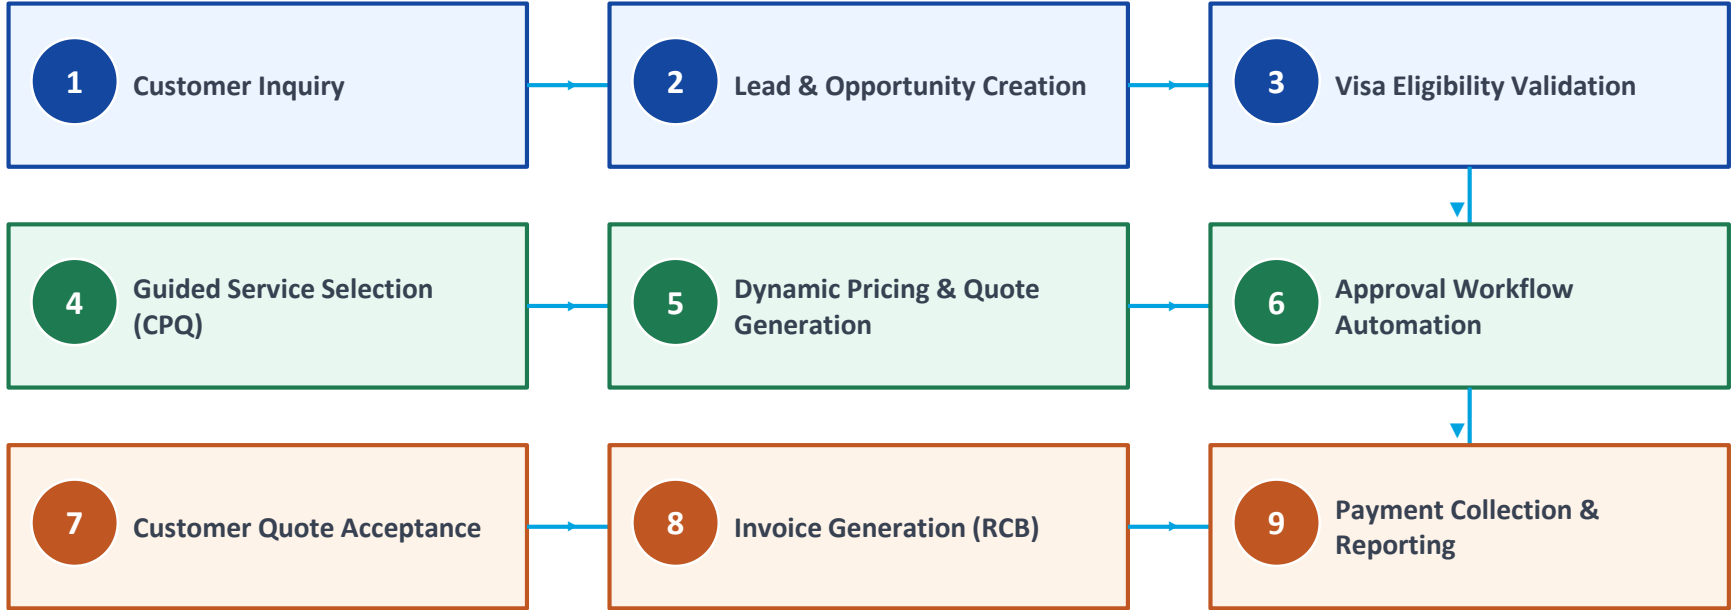 1
Customer Inquiry
2
Lead & Opportunity Creation
3
Visa Eligibility Validation
4
Guided Service Selection
(CPQ)
5
Dynamic Pricing & Quote
Generation
6
Approval Workflow
Automation
7
Customer Quote Acceptance
8
Invoice Generation (RCB)
9
Payment Collection &
Reporting